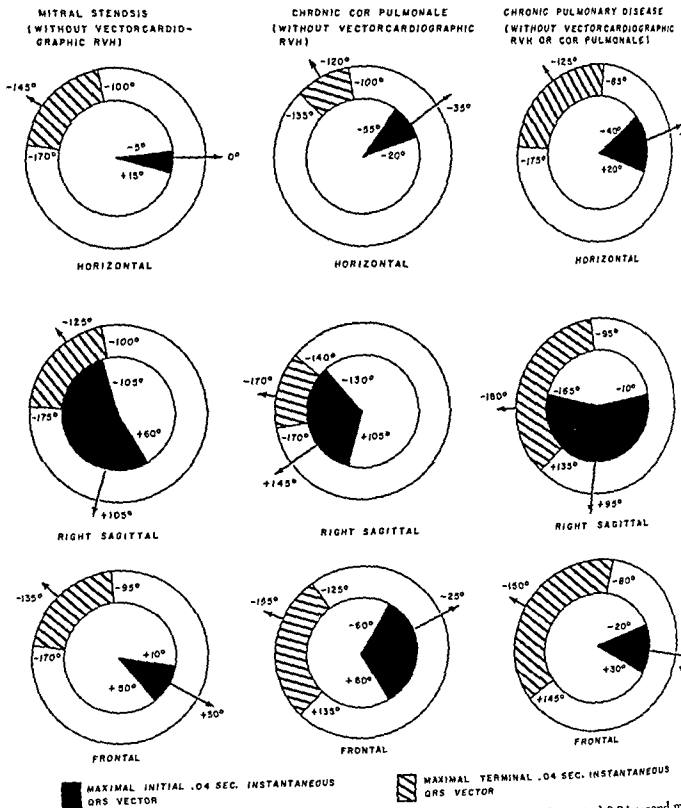 MITRAL STENOSIS
(WITHOUT VECTORCARDIO-
GRAPHIC RVH)
CHRONIC COR PULMONALE
(WITHOUT VECTORCARDIOGRAPHIC
RVH)
CHRONIC PULMONARY DISEASE
(WITHOUT VECTORCARDIOGRAPHIC
RVH OR COR PULMONALE)
-145°
-100°
-170°
-5°
+15°
0°
HORIZONTAL
-120°
-100°
-135°
-55°
-20°
-35°
HORIZONTAL
-125°
-85°
-175°
-40°
+20°
HORIZONTAL
-125°
-100°
-175°
-105°
+60°
+105°
RIGHT SAGITTAL
-170°
-140°
-170°
-130°
+105°
+145°
RIGHT SAGITTAL
-180°
-95°
-165°
-10°
+135°
+95°
RIGHT SAGITTAL
-135°
-95°
-170°
+10°
+50°
+30°
FRONTAL
-125°
-60°
+60°
+135°
-25°
FRONTAL
-150°
-80°
-20°
+30°
+145°
FRONTAL
MAXIMAL INITIAL .04 SEC. INSTANTANEOUS
QRS VECTOR
MAXIMAL TERMINAL .04 SEC. INSTANTANEOUS
QRS VECTOR